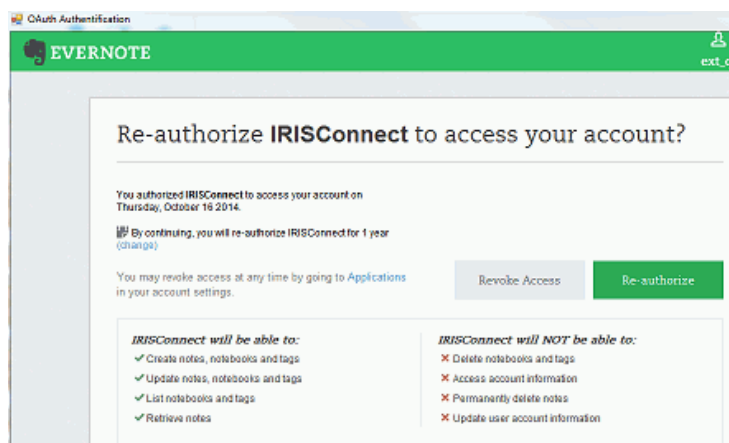 OAuth Authentification
EVERNOTE
Re-authorize IRISConnect to access your account?
You authorized IRISConnect to access your account on
Thursday, October 16 2014.
By continuing, you will re-authorize IRISConnect for 1 year
(change)
You may revoke access at any time by going to Applications
in your account settings.
Revoke Access
Re-authorize
IRISConnect will be able to:
Create notes, notebooks and tags
Update notes, notebooks and tags
List notebooks and tags
Retrieve notes
IRISConnect will NOT be able to:
Delete notebooks and tags
Access account information
Permanently delete notes
Update user account information